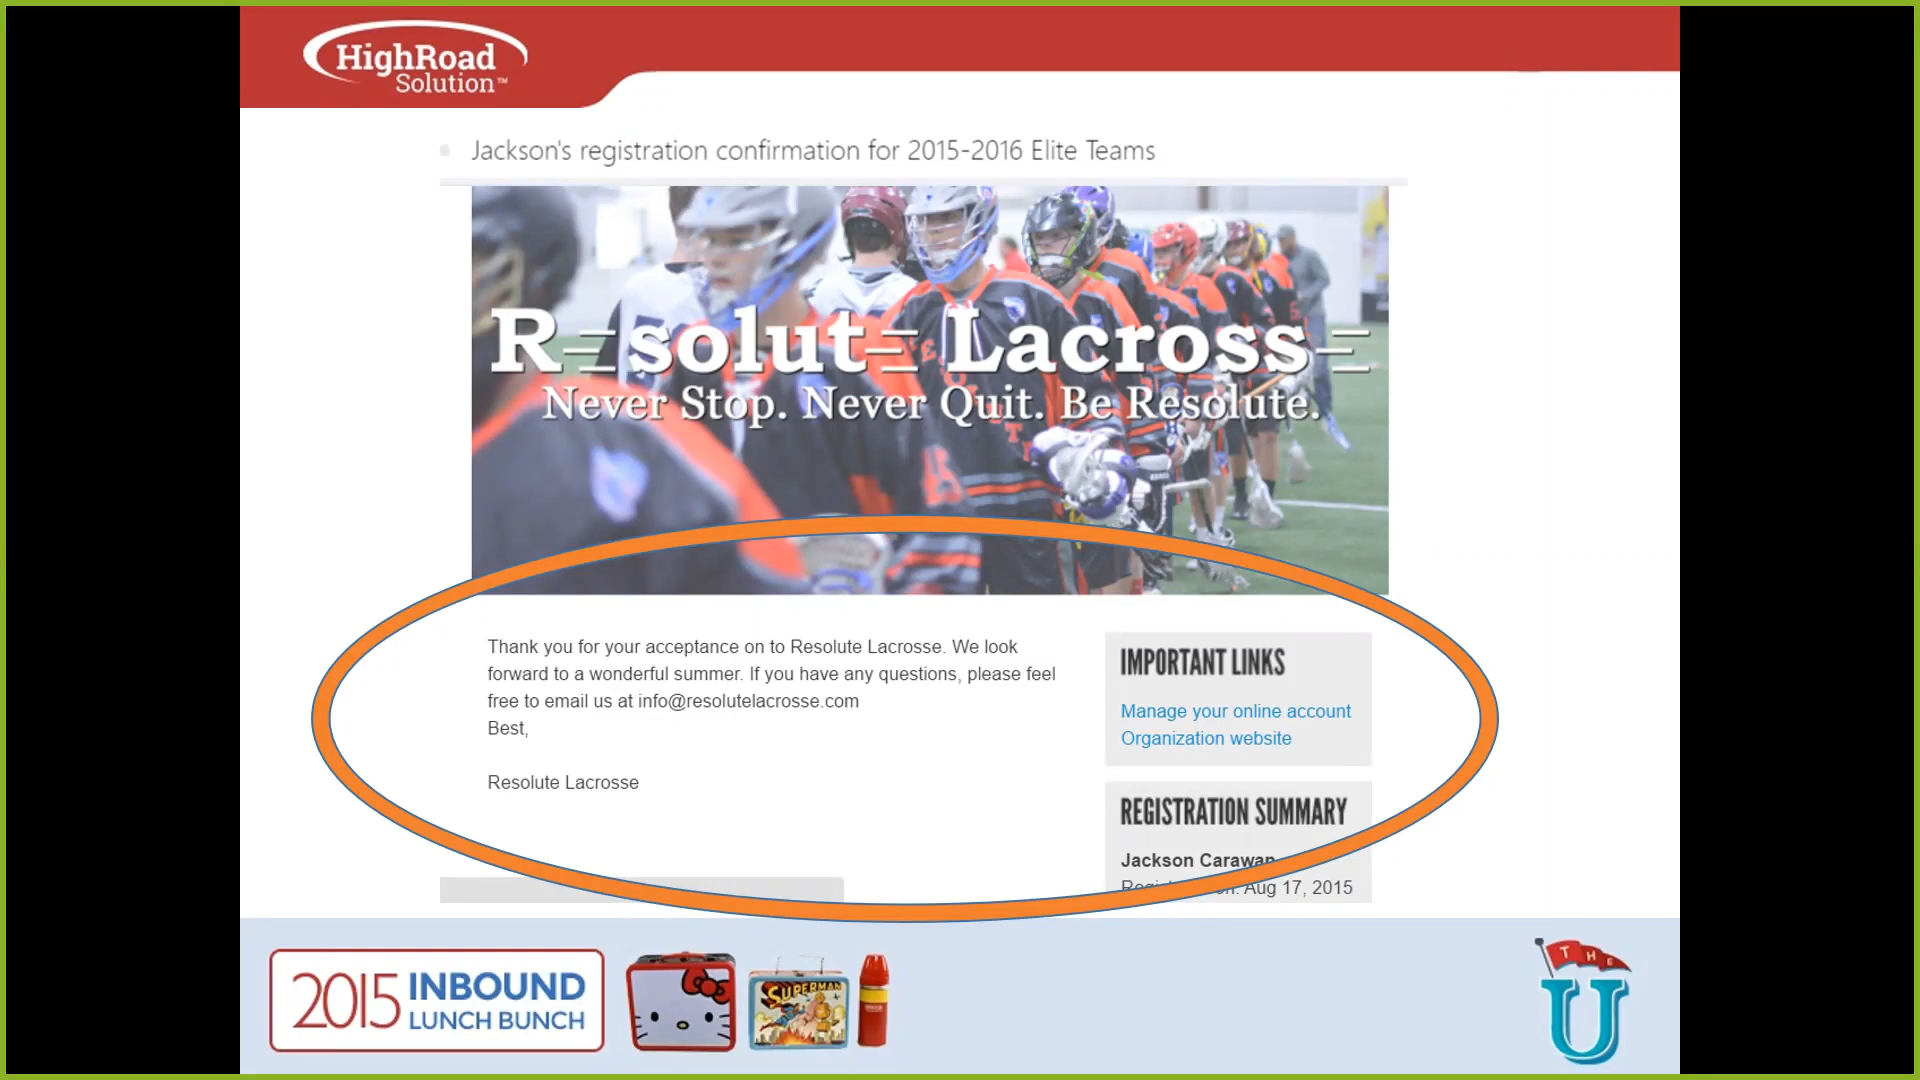 HighRoad
Solution™
Jackson's registration confirmation for 2015-2016 Elite Teams
R=solut= Lacross=
Never Stop. Never Quit. Be Resolute.
Thank you for your acceptance on to Resolute Lacrosse. We look
forward to a wonderful summer. If you have any questions, please feel
free to email us at info@resolutelacrosse.com
Best,
Resolute Lacrosse
IMPORTANT LINKS
Manage your online account
Organization website
REGISTRATION SUMMARY
Jackson Carawan
Aug 17, 2015
2015 INBOUND
LUNCH BUNCH
SUPERMAN
THE
U